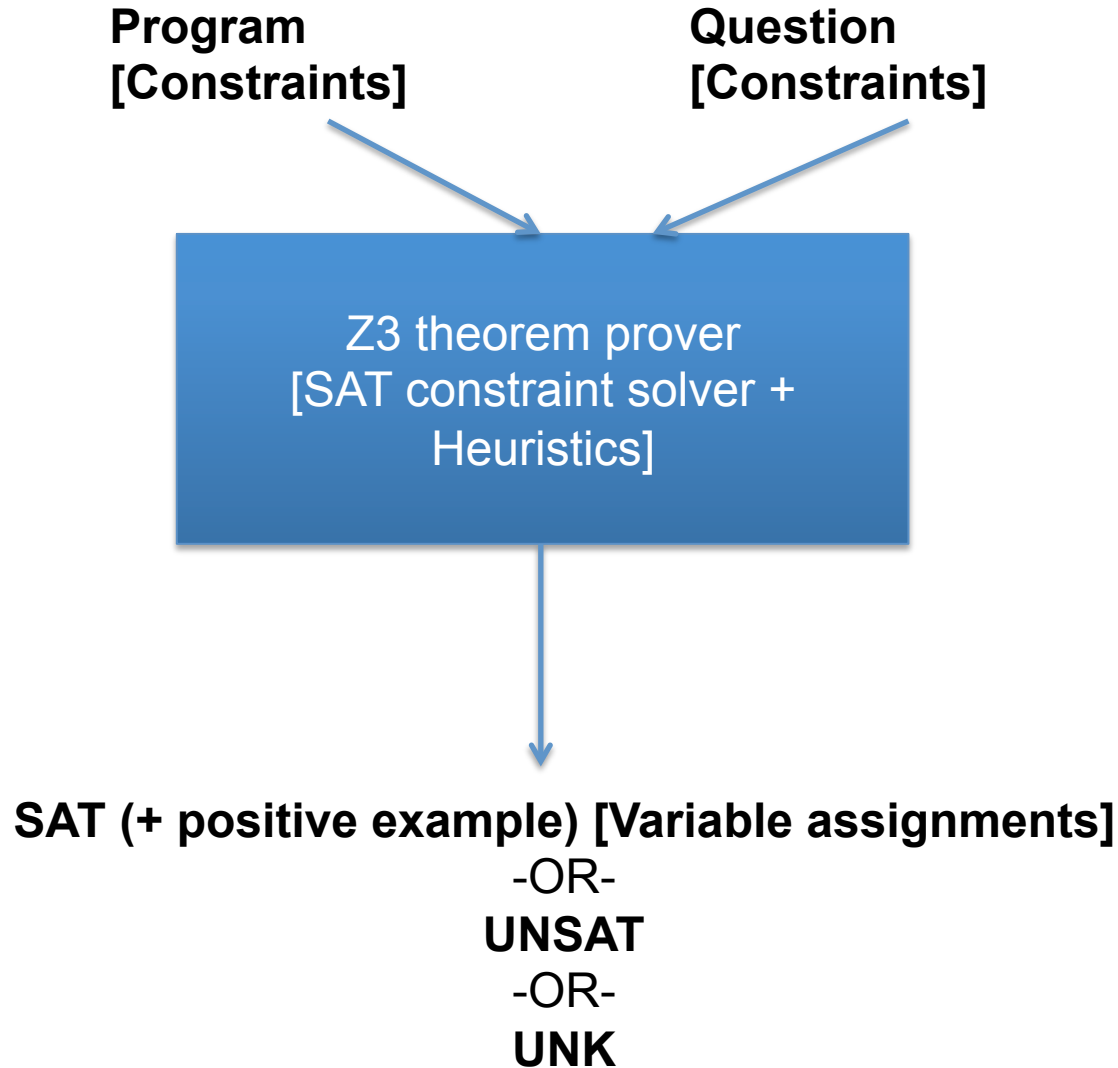 Program
[Constraints]
Question
[Constraints]
Z3 theorem prover
[SAT constraint solver +
Heuristics]
SAT (+ positive example) [Variable assignments]
-OR-
UNSAT
-OR-
UNK